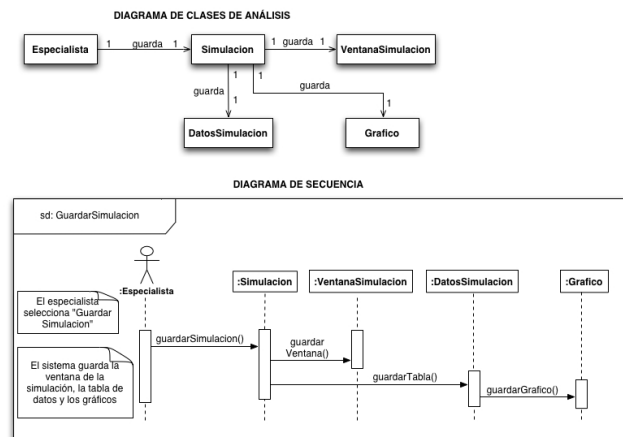 DIAGRAMA DE CLASES DE ANÁLISIS
Especialista
1
guarda
1
Simulacion
1
guarda
1
VentanaSimulacion
1
1
guarda
1
guarda
1
DatosSimulacion
Grafico
DIAGRAMA DE SECUENCIA
sd: GuardarSimulacion
:Especialista
:Simulacion
:VentanaSimulacion
:DatosSimulacion
:Grafico
El especialista
selecciona "Guardar
Simulacion"
guardarSimulacion()
guardar
Ventana()
El sistema guarda la
ventana de la
simulación, la tabla de
datos y los gráficos
guardarTabla()
guardarGrafico()